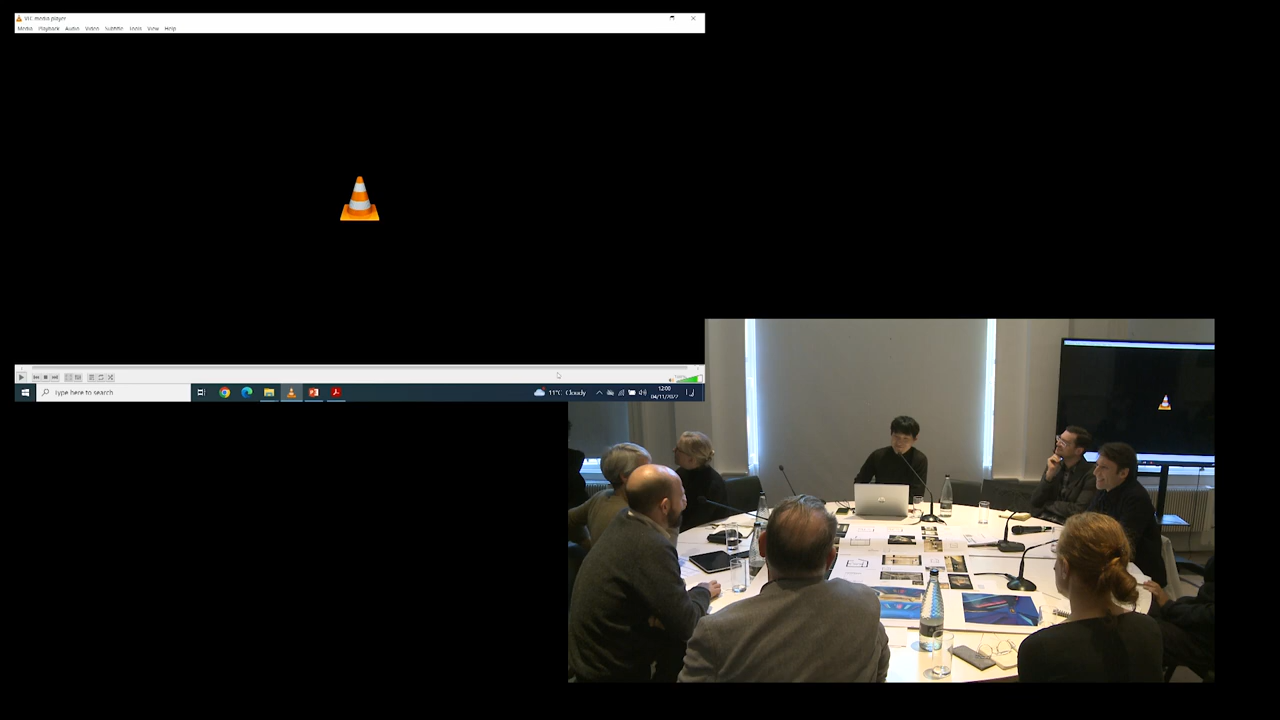 VLC media player
Media Playback Audio Video Subtitle Tools View Help
Type here to search
11°C Cloudy
12:00
04/11/2022